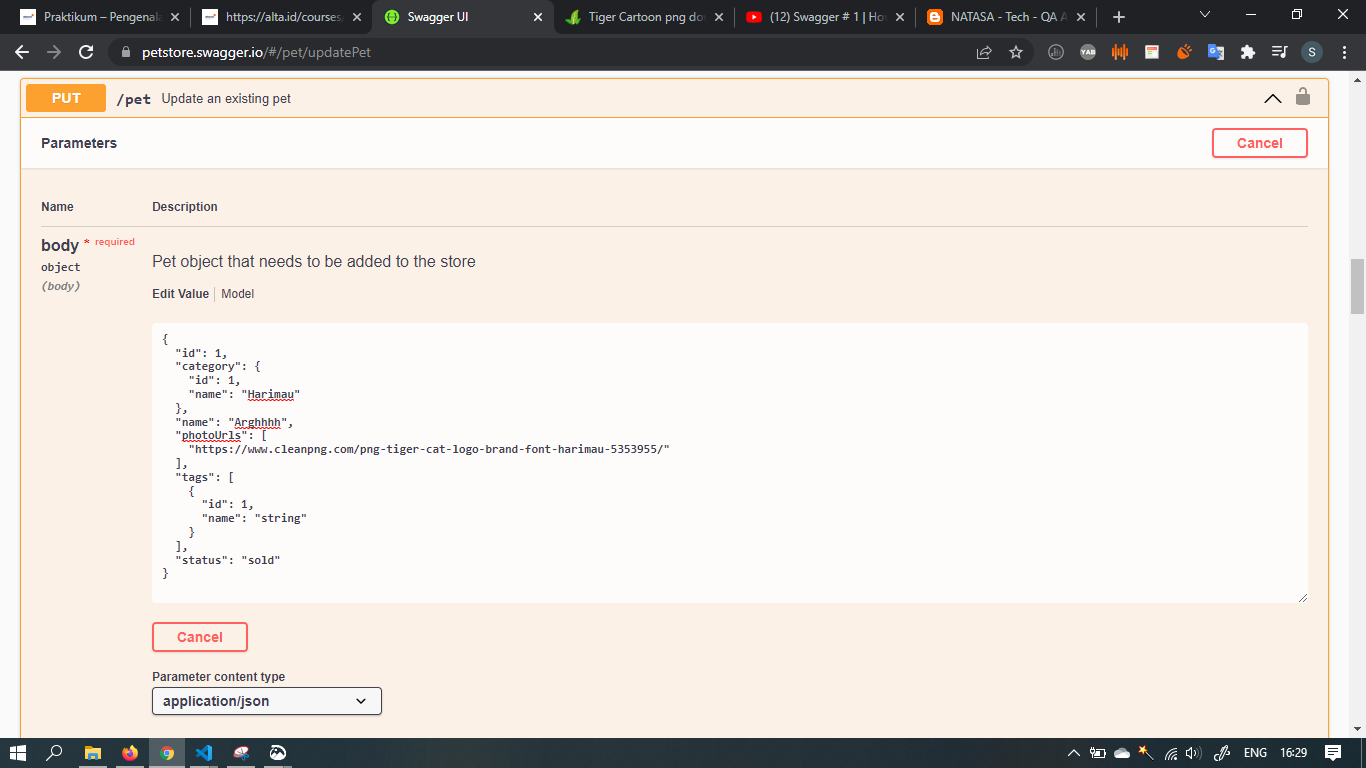 Praktikum – Pengenala
https://alta.id/courses/
Swagger UI
Tiger Cartoon png do
(12) Swagger # 1 | Ho
NATASA - Tech - QA A
petstore.swagger.io/#/pet/updatePet
YAB
S
PUT /pet Update an existing pet
Parameters
Cancel
Name Description
body * required
object
(body)
Pet object that needs to be added to the store
Edit Value Model
{
"id": 1,
"category": {
"id": 1,
"name": "Harimau"
},
"name": "Arghhhh",
"photoUrls": [
"https://www.cleanpng.com/png-tiger-cat-logo-brand-font-harimau-5353955/"
],
"tags": [
{
"id": 1,
"name": "string"
}
],
"status": "sold"
}
Cancel
Parameter content type
application/json
ENG 16:29